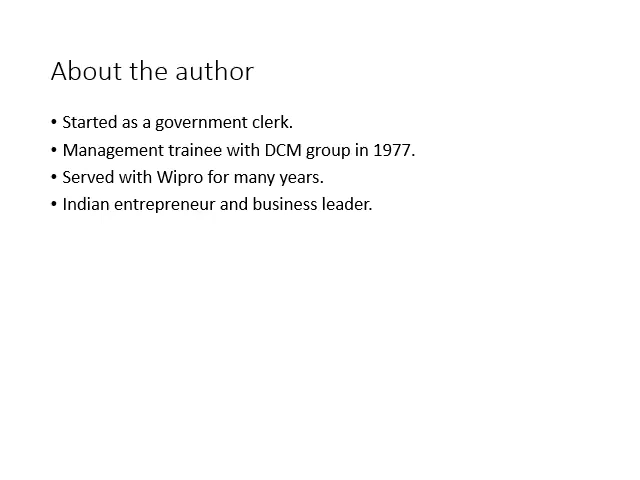 About the author
• Started as a government clerk.
• Management trainee with DCM group in 1977.
• Served with Wipro for many years.
• Indian entrepreneur and business leader.